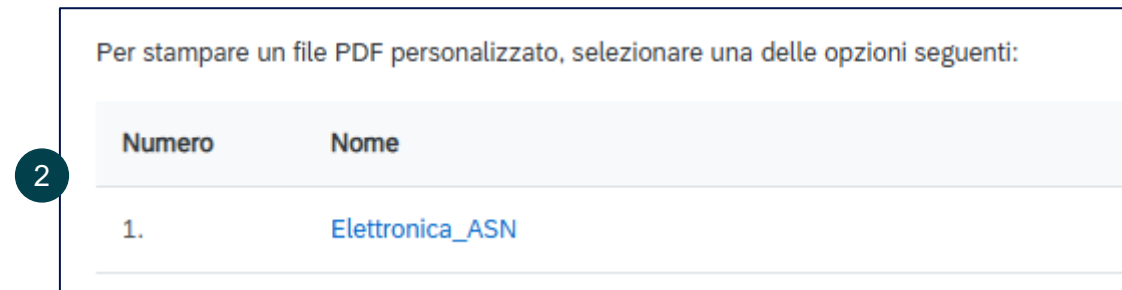 Per stampare un file PDF personalizzato, selezionare una delle opzioni seguenti:
Numero Nome
2
1. Elettronica_ASN